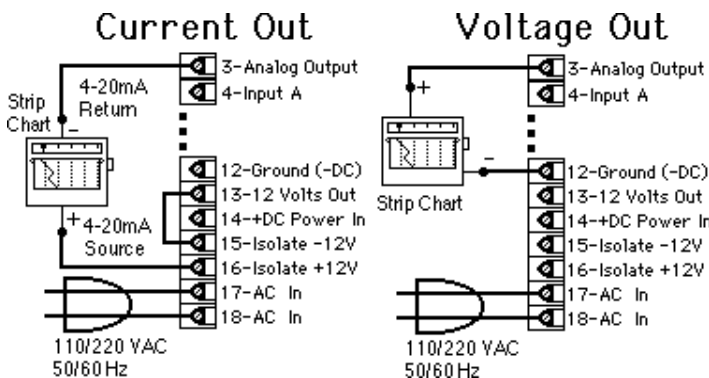 Current Out
4-20mA
Return
Strip
Chart
-
+
4-20mA
Source
3-Analog Output
4-Input A
12-Ground (-DC)
13-12 Volts Out
14-+DC Power In
15-Isolate -12V
16-Isolate +12V
17-AC In
18-AC In
110/220 VAC
50/60 Hz
Voltage Out
+
-
Strip Chart
3-Analog Output
4-Input A
12-Ground (-DC)
13-12 Volts Out
14-+DC Power In
15-Isolate -12V
16-Isolate +12V
17-AC In
18-AC In
110/220 VAC
50/60 Hz